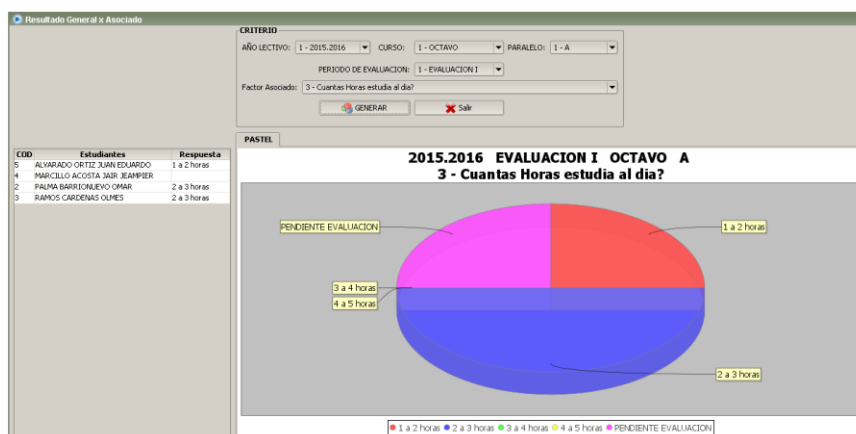 Resultado General x Asociado
CRITERIO
AÑO LECTIVO: 1 - 2015.2016 CURSO: 1 - OCTAVO PARALELO: 1 - A
PERIODO DE EVALUACION: 1 - EVALUACION I
Factor Asociado: 3 - Cuantas Horas estudia al dia?
GENERAR Salir
PASTEL
COD Estudiantes Respuesta
5 ALVARADO ORTIZ JUAN EDUARDO 1 a 2 horas
4 MARCILLO ACOSTA JAIR JEAMPIER
2 PALMA BARRIONUEVO OMAR 2 a 3 horas
3 RAMOS CARDENAS OLMES 2 a 3 horas
2015.2016 EVALUACION I OCTAVO A
3 - Cuantas Horas estudia al dia?
PENDIENTE EVALUACION
1 a 2 horas
3 a 4 horas
4 a 5 horas
2 a 3 horas
1 a 2 horas 2 a 3 horas 3 a 4 horas 4 a 5 horas PENDIENTE EVALUACION